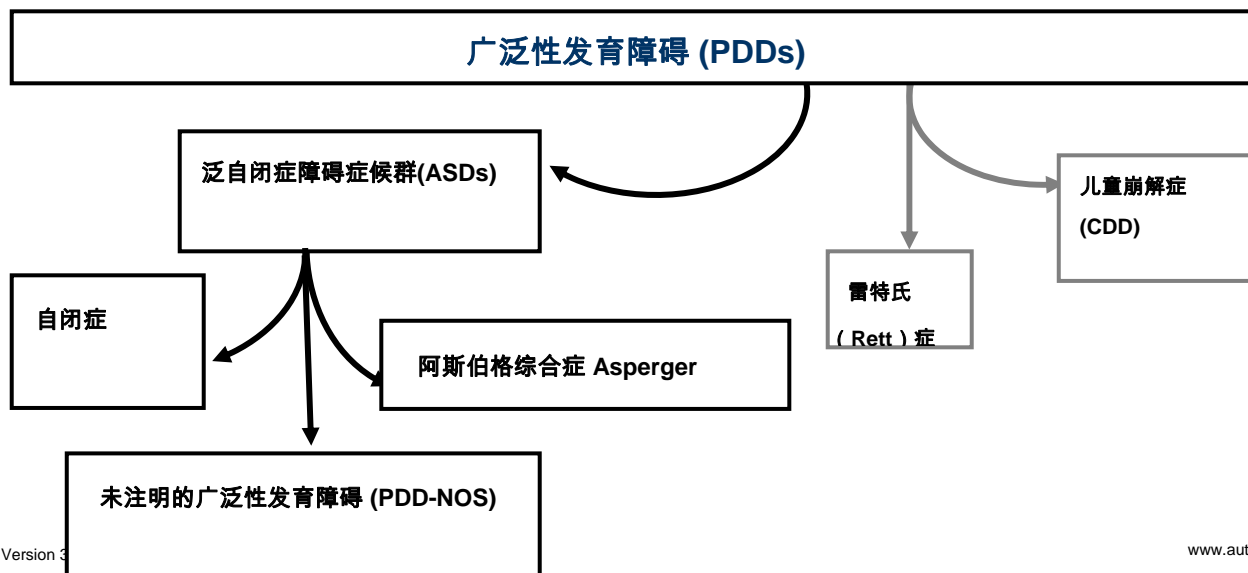 广泛性发育障碍 (PDDs)
泛自闭症障碍症候群(ASDs)
儿童崩解症
(CDD)
雷特氏
（Rett）症
自闭症
阿斯伯格综合症 Asperger
未注明的广泛性发育障碍 (PDD-NOS)
Version 3
www.aut